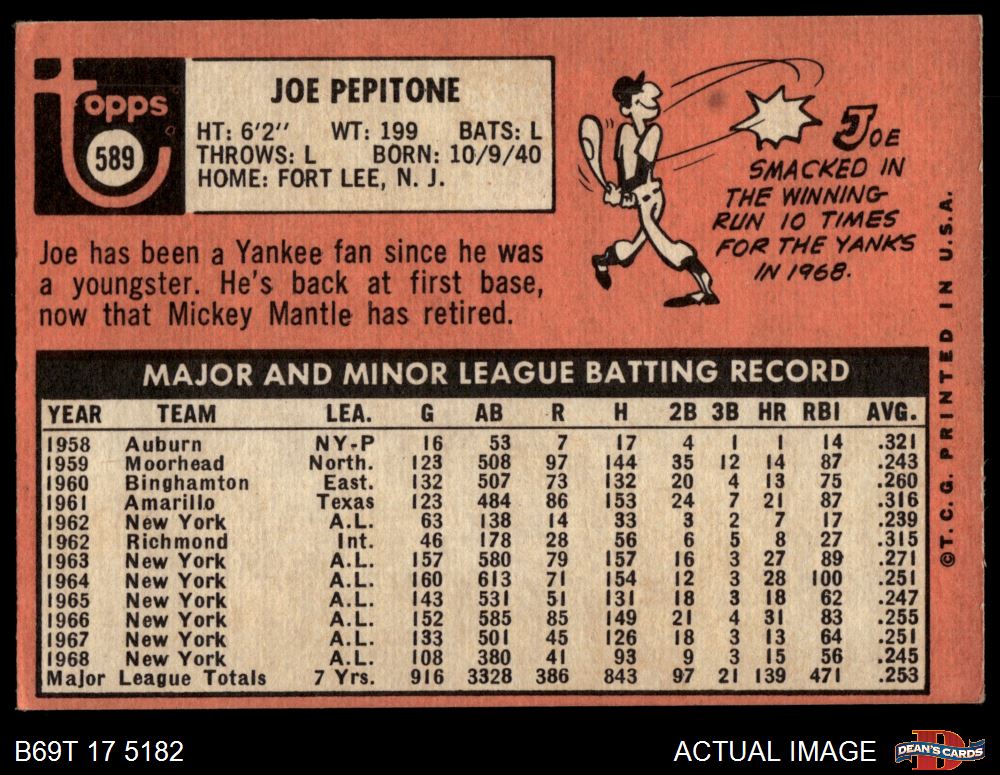 Topps
589
JOE PEPITONE
HT: 6'2" WT: 199 BATS: L
THROWS: L BORN: 10/9/40
HOME: FORT LEE, N. J.
JOE
SMACKED IN
THE WINNING
RUN 10 TIMES
FOR THE YANKS
IN 1968.
Joe has been a Yankee fan since he was
a youngster. He's back at first base,
now that Mickey Mantle has retired.
MAJOR AND MINOR LEAGUE BATTING RECORD
YEAR TEAM LEA. G AB R H 2B 3B HR RBI AVG.
1958 Auburn NY-P 16 53 7 17 4 1 1 14 .321
1959 Moorhead North. 123 508 97 144 35 12 14 87 .243
1960 Binghamton East. 132 507 73 132 20 4 13 75 .260
1961 Amarillo Texas 123 484 86 153 24 7 21 87 .316
1962 New York A.L. 63 138 14 33 3 2 7 17 .239
1962 Richmond Int. 46 178 28 56 6 5 8 27 .315
1963 New York A.L. 157 580 79 157 16 3 27 89 .271
1964 New York A.L. 160 613 71 154 12 3 28 100 .251
1965 New York A.L. 143 531 51 131 18 3 18 62 .247
1966 New York A.L. 152 585 85 149 21 4 31 83 .255
1967 New York A.L. 133 501 45 126 18 3 13 64 .251
1968 New York A.L. 108 380 41 93 9 3 15 56 .245
Major League Totals 7 Yrs. 916 3328 386 843 97 21 139 471 .253
©T.C.G. PRINTED IN U.S.A.
B69T 17 5182
ACTUAL IMAGE
DEAN'S CARDS